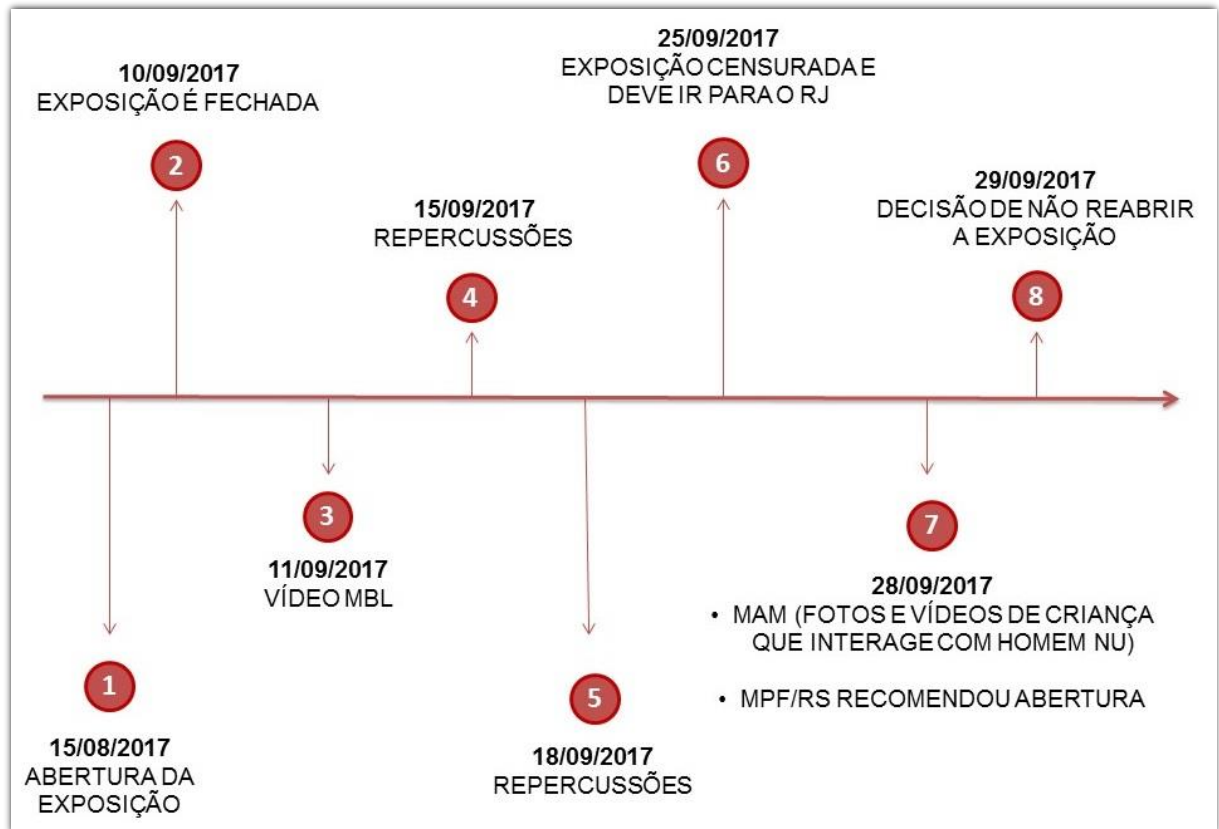 10/09/2017
EXPOSIÇÃO É FECHADA
2
25/09/2017
EXPOSIÇÃO CENSURADA E
DEVE IR PARA O RJ
6
15/09/2017
REPERCUSSÕES
4
29/09/2017
DECISÃO DE NÃO REABRIR
A EXPOSIÇÃO
8
1
15/08/2017
ABERTURA DA
EXPOSIÇÃO
3
11/09/2017
VÍDEO MBL
5
18/09/2017
REPERCUSSÕES
7
28/09/2017
• MAM (FOTOS E VÍDEOS DE CRIANÇA
QUE INTERAGE COM HOMEM NU)
• MPF/RS RECOMENDOU ABERTURA